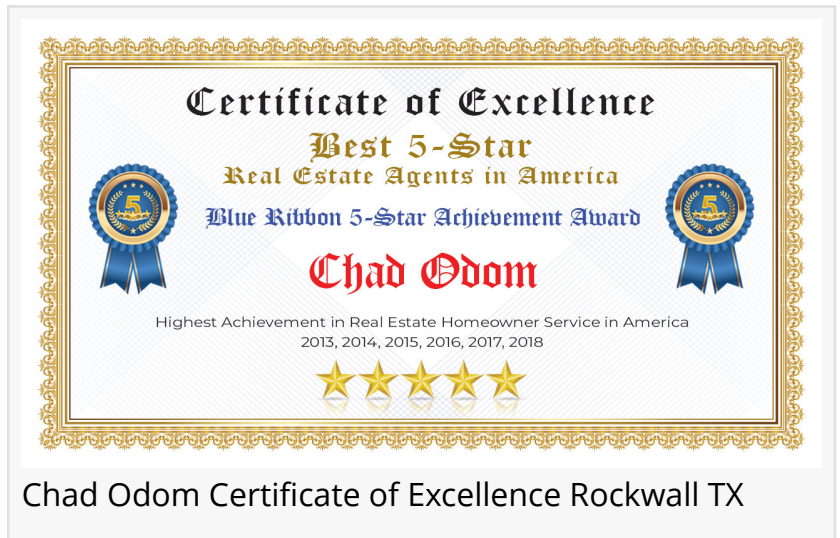 Certificate of Excellence
Best 5-Star
Real Estate Agents in America
Blue Ribbon 5-Star Achievement Award
Chad Odom
Highest Achievement in Real Estate Homeowner Service in America
2013, 2014, 2015, 2016, 2017, 2018
5
5
Chad Odom Certificate of Excellence Rockwall TX